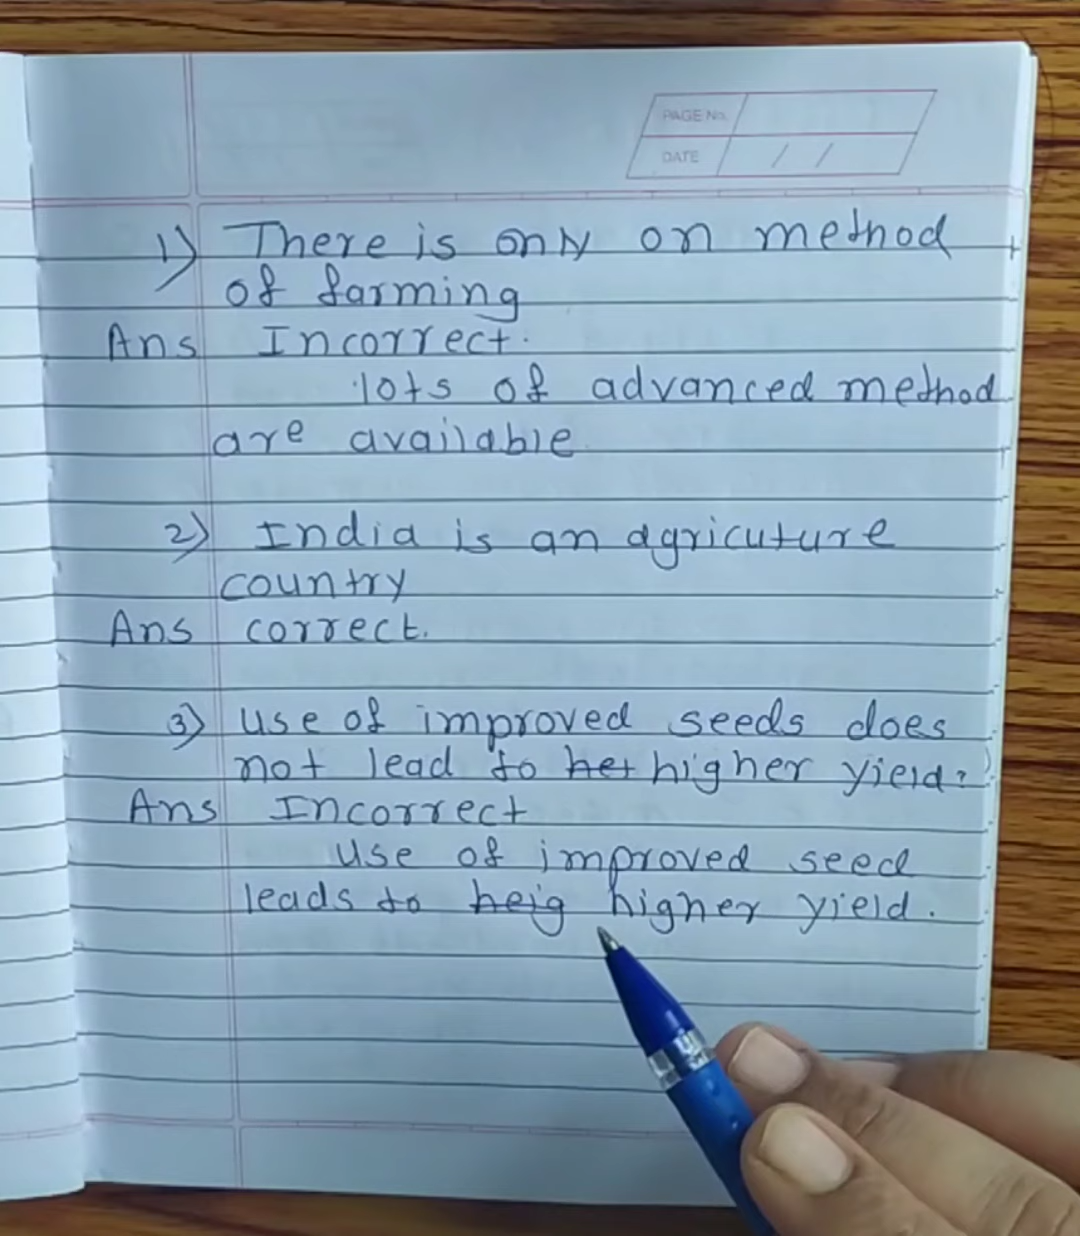 PAGE No.
DATE / /
1) There is only on method
of farming
Ans Incorrect.
lots of advanced method
are available
2) India is an agricuture
country
Ans correct.
3) Use of improved seeds does
not lead to het higher yield?
Ans Incorrect
Use of improved seed
leads to heig higher yield.